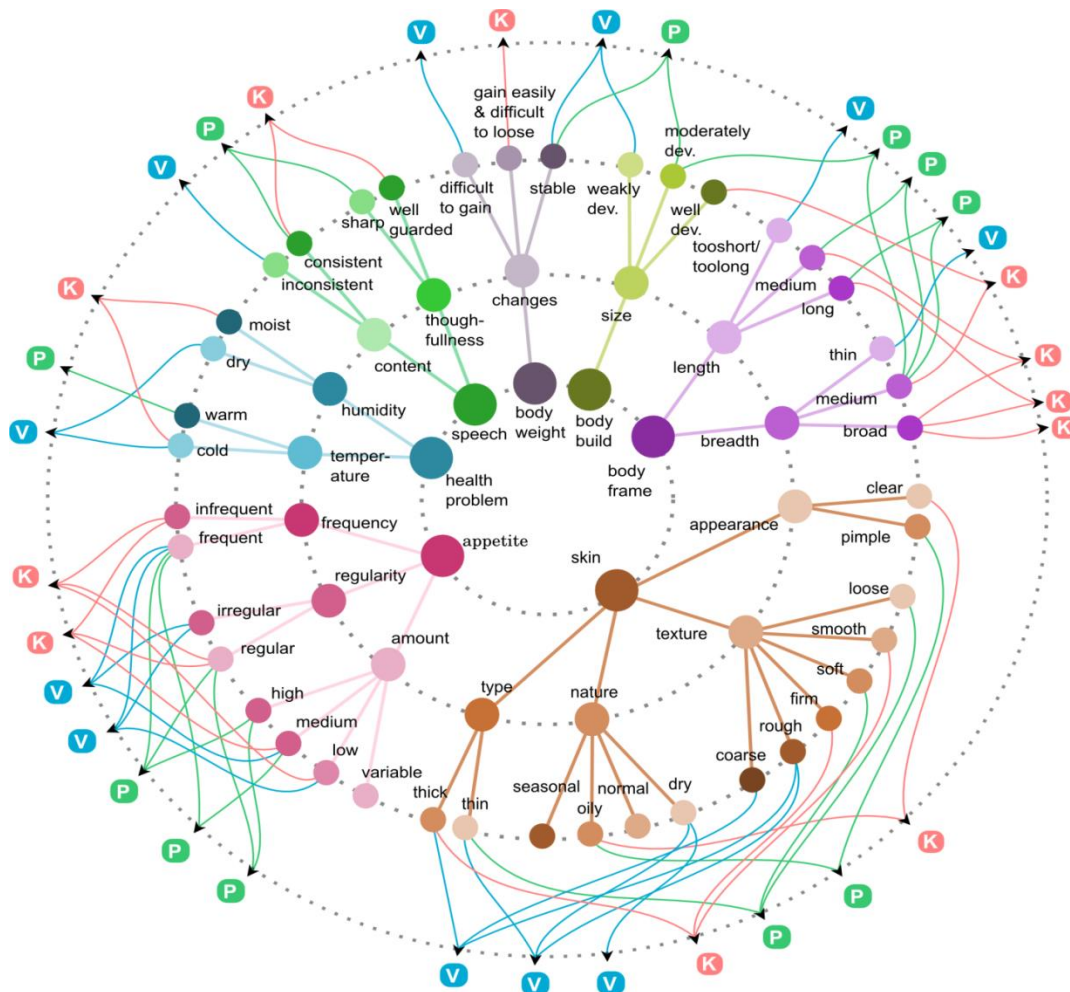 V
K
V
P
K
P
V
V
P
P
P
V
K
K
K
K
gain easily
& difficult
to loose
difficult
to gain
stable
weakly
dev.
moderately
dev.
well
dev.
sharp
well
guarded
consistent
inconsistent
changes
size
tooshort/
toolong
medium
long
K
moist
dry
though-
fullness
content
length
thin
medium
broad
P
warm
cold
V
humidity
temper-
ature
speech
body
weight
body
build
body
frame
breadth
health
problem
infrequent
frequent
frequency
appetite
regularity
irregular
regular
amount
high
medium
low
variable
K
K
V
V
P
P
P
skin
appearance
clear
pimple
texture
loose
smooth
soft
firm
rough
coarse
type
nature
thick
thin
seasonal
oily
normal
dry
K
P
P
K
V
V
V